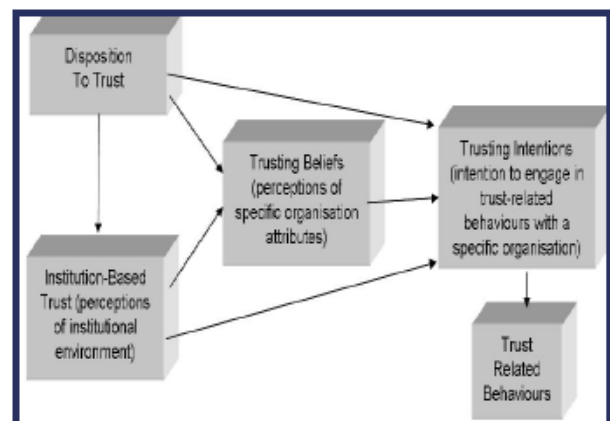 Disposition
To Trust
Trusting Beliefs
(perceptions of
specific organisation
attributes)
Trusting Intentions
(intention to engage in
trust-related
behaviours with a
specific organisation)
Institution-Based
Trust (perceptions
of institutional
environment)
Trust
Related
Behaviours